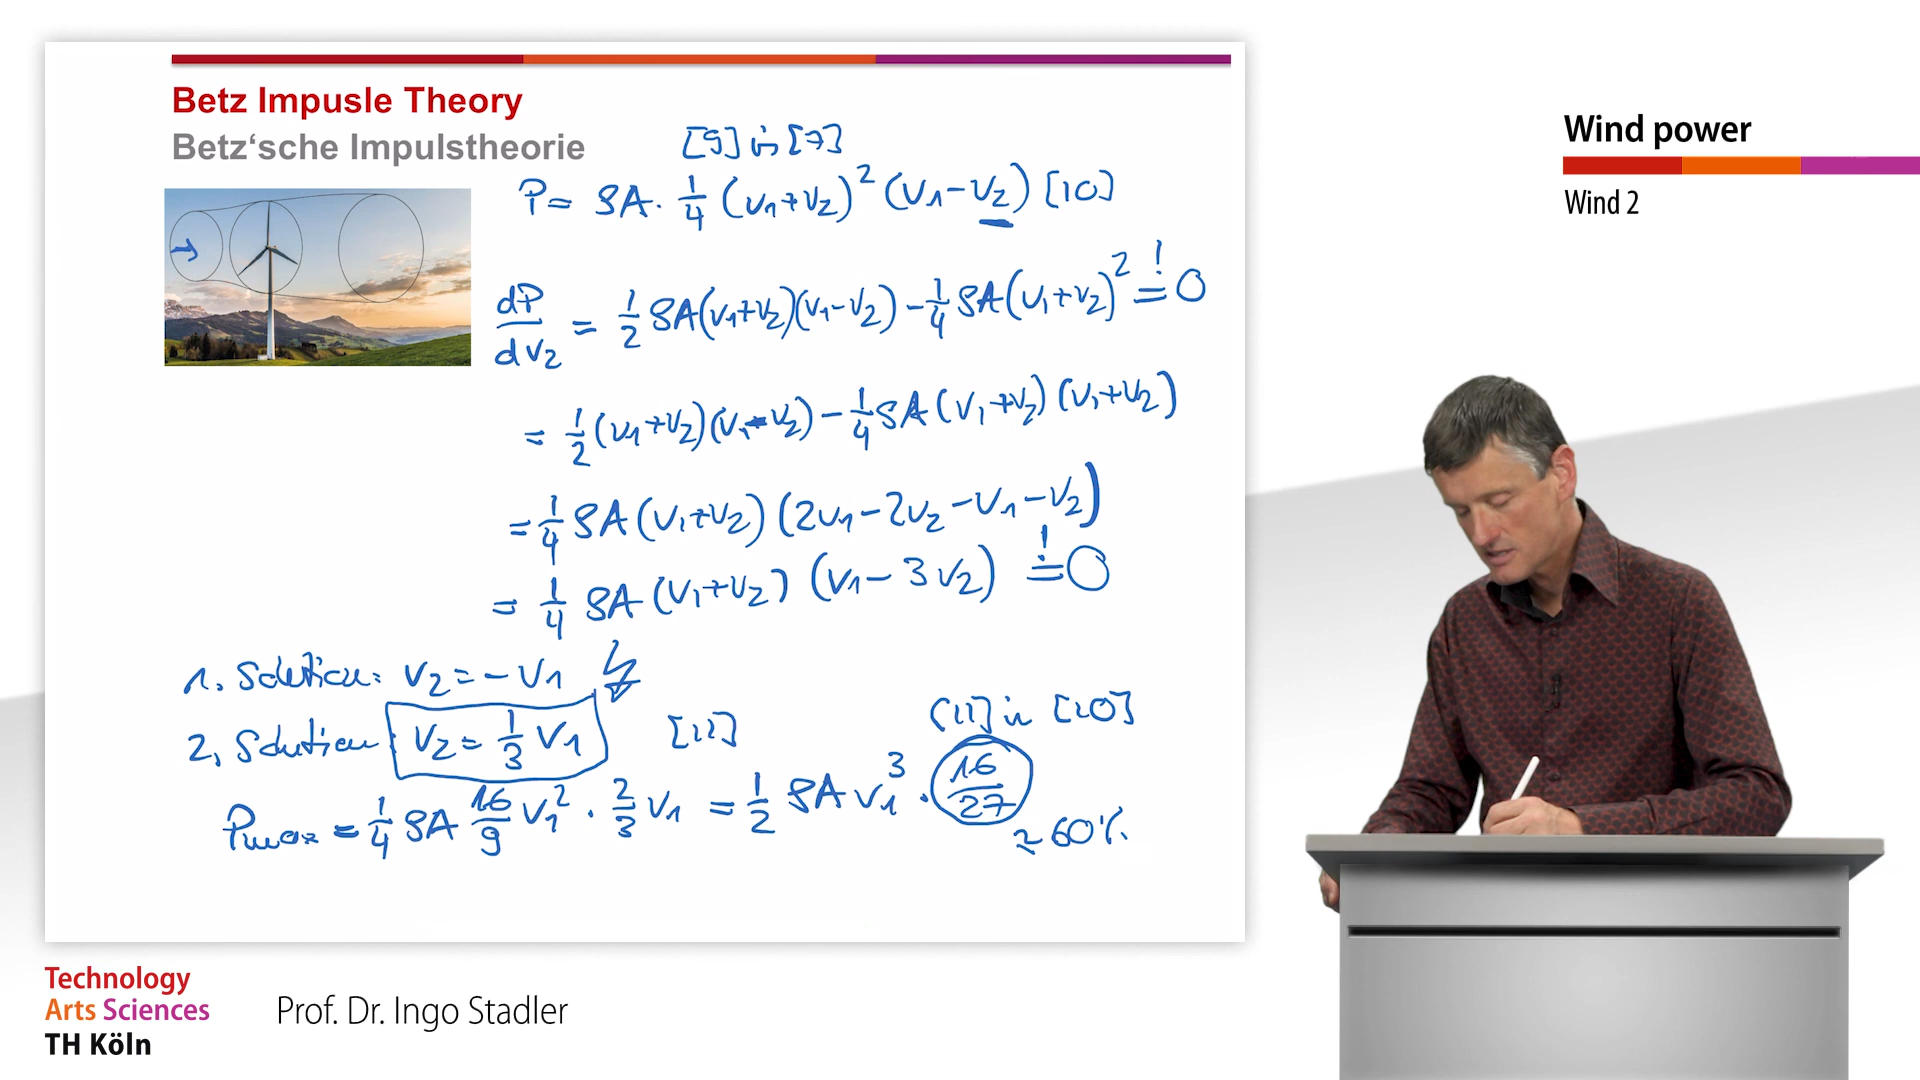 Betz Impusle Theory
Betz‘sche Impulstheorie
[9] in [7]
P = ρA · 1/4 (v1+v2)² (v1−v2) [10]
dP/dv2 = 1/2 ρA(v1+v2)(v1−v2) − 1/4 ρA(v1+v2)² =! 0
= 1/2 (v1+v2)(v1−v2) − 1/4 ρA(v1+v2)(v1+v2)
= 1/4 ρA(v1+v2)(2v1−2v2−v1−v2)
= 1/4 ρA(v1+v2)(v1−3v2) =! 0
1. Solution: v2 = −v1
2. Solution: v2 = 1/3 v1 [11]
[11] in [10]
Pmax = 1/4 ρA 16/9 v1² · 2/3 v1 = 1/2 ρA v1³ · 16/27
≈ 60%
Wind power
Wind 2
Technology
Arts Sciences
TH Köln
Prof. Dr. Ingo Stadler